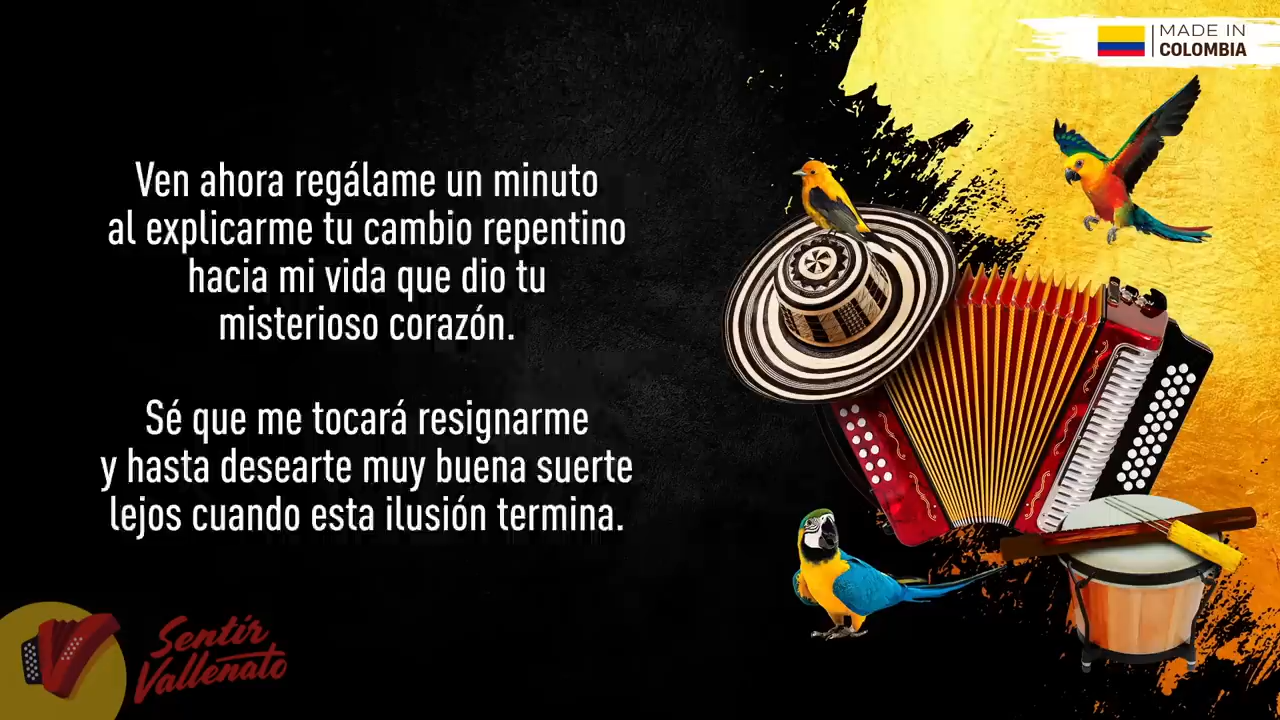 MADE IN
COLOMBIA
Ven ahora regálame un minuto
al explicarme tu cambio repentino
hacia mi vida que dio tu
misterioso corazón.
Sé que me tocará resignarme
y hasta desearte muy buena suerte
lejos cuando esta ilusión termina.
Sentir
Vallenato